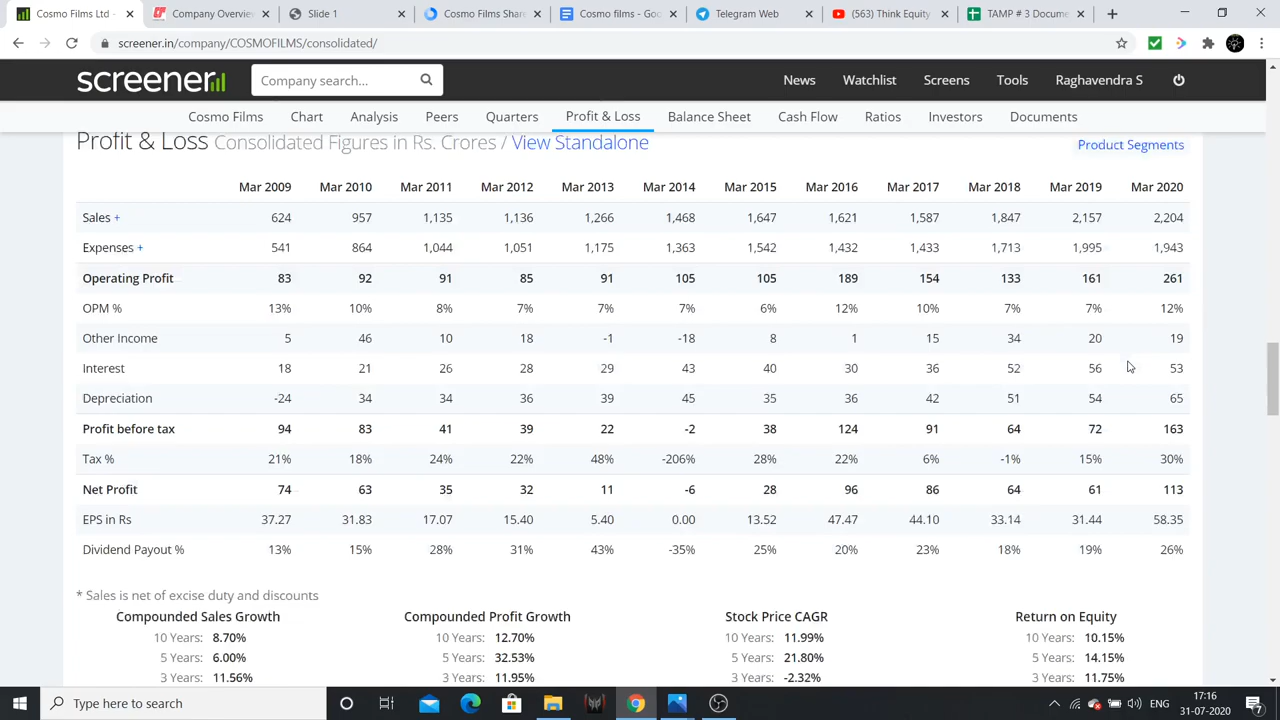 Cosmo Films Ltd -
Company Overvie
Slide 1
Cosmo Films Shar
Cosmo films - Goo
Telegram Web
(563) Think Equity
TAMP # 3 Docume
screener.in/company/COSMOFILMS/consolidated/
screener
Company search...
News Watchlist Screens Tools Raghavendra S
Cosmo Films Chart Analysis Peers Quarters Profit & Loss Balance Sheet Cash Flow Ratios Investors Documents
Profit & Loss Consolidated Figures in Rs. Crores / View Standalone
Product Segments
Mar 2009 Mar 2010 Mar 2011 Mar 2012 Mar 2013 Mar 2014 Mar 2015 Mar 2016 Mar 2017 Mar 2018 Mar 2019 Mar 2020
Sales + 624 957 1,135 1,136 1,266 1,468 1,647 1,621 1,587 1,847 2,157 2,204
Expenses + 541 864 1,044 1,051 1,175 1,363 1,542 1,432 1,433 1,713 1,995 1,943
Operating Profit 83 92 91 85 91 105 105 189 154 133 161 261
OPM % 13% 10% 8% 7% 7% 7% 6% 12% 10% 7% 7% 12%
Other Income 5 46 10 18 -1 -18 8 1 15 34 20 19
Interest 18 21 26 28 29 43 40 30 36 52 56 53
Depreciation -24 34 34 36 39 45 35 36 42 51 54 65
Profit before tax 94 83 41 39 22 -2 38 124 91 64 72 163
Tax % 21% 18% 24% 22% 48% -206% 28% 22% 6% -1% 15% 30%
Net Profit 74 63 35 32 11 -6 28 96 86 64 61 113
EPS in Rs 37.27 31.83 17.07 15.40 5.40 0.00 13.52 47.47 44.10 33.14 31.44 58.35
Dividend Payout % 13% 15% 28% 31% 43% -35% 25% 20% 23% 18% 19% 26%
* Sales is net of excise duty and discounts
Compounded Sales Growth Compounded Profit Growth Stock Price CAGR Return on Equity
10 Years: 8.70% 10 Years: 12.70% 10 Years: 11.99% 10 Years: 10.15%
5 Years: 6.00% 5 Years: 32.53% 5 Years: 21.80% 5 Years: 14.15%
3 Years: 11.56% 3 Years: 11.95% 3 Years: -2.32% 3 Years: 11.75%
Type here to search
ENG
17:16
31-07-2020
7